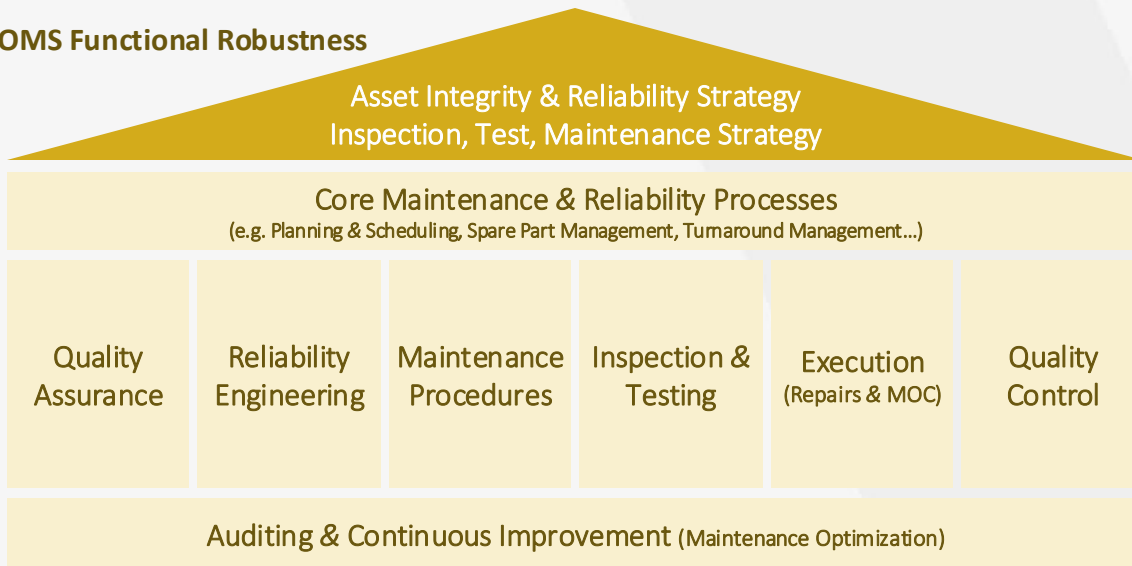 OMS Functional Robustness
Asset Integrity & Reliability Strategy
Inspection, Test, Maintenance Strategy
Core Maintenance & Reliability Processes
(e.g. Planning & Scheduling, Spare Part Management, Turnaround Management...)
Quality
Assurance
Reliability
Engineering
Maintenance
Procedures
Inspection &
Testing
Execution
(Repairs & MOC)
Quality
Control
Auditing & Continuous Improvement (Maintenance Optimization)